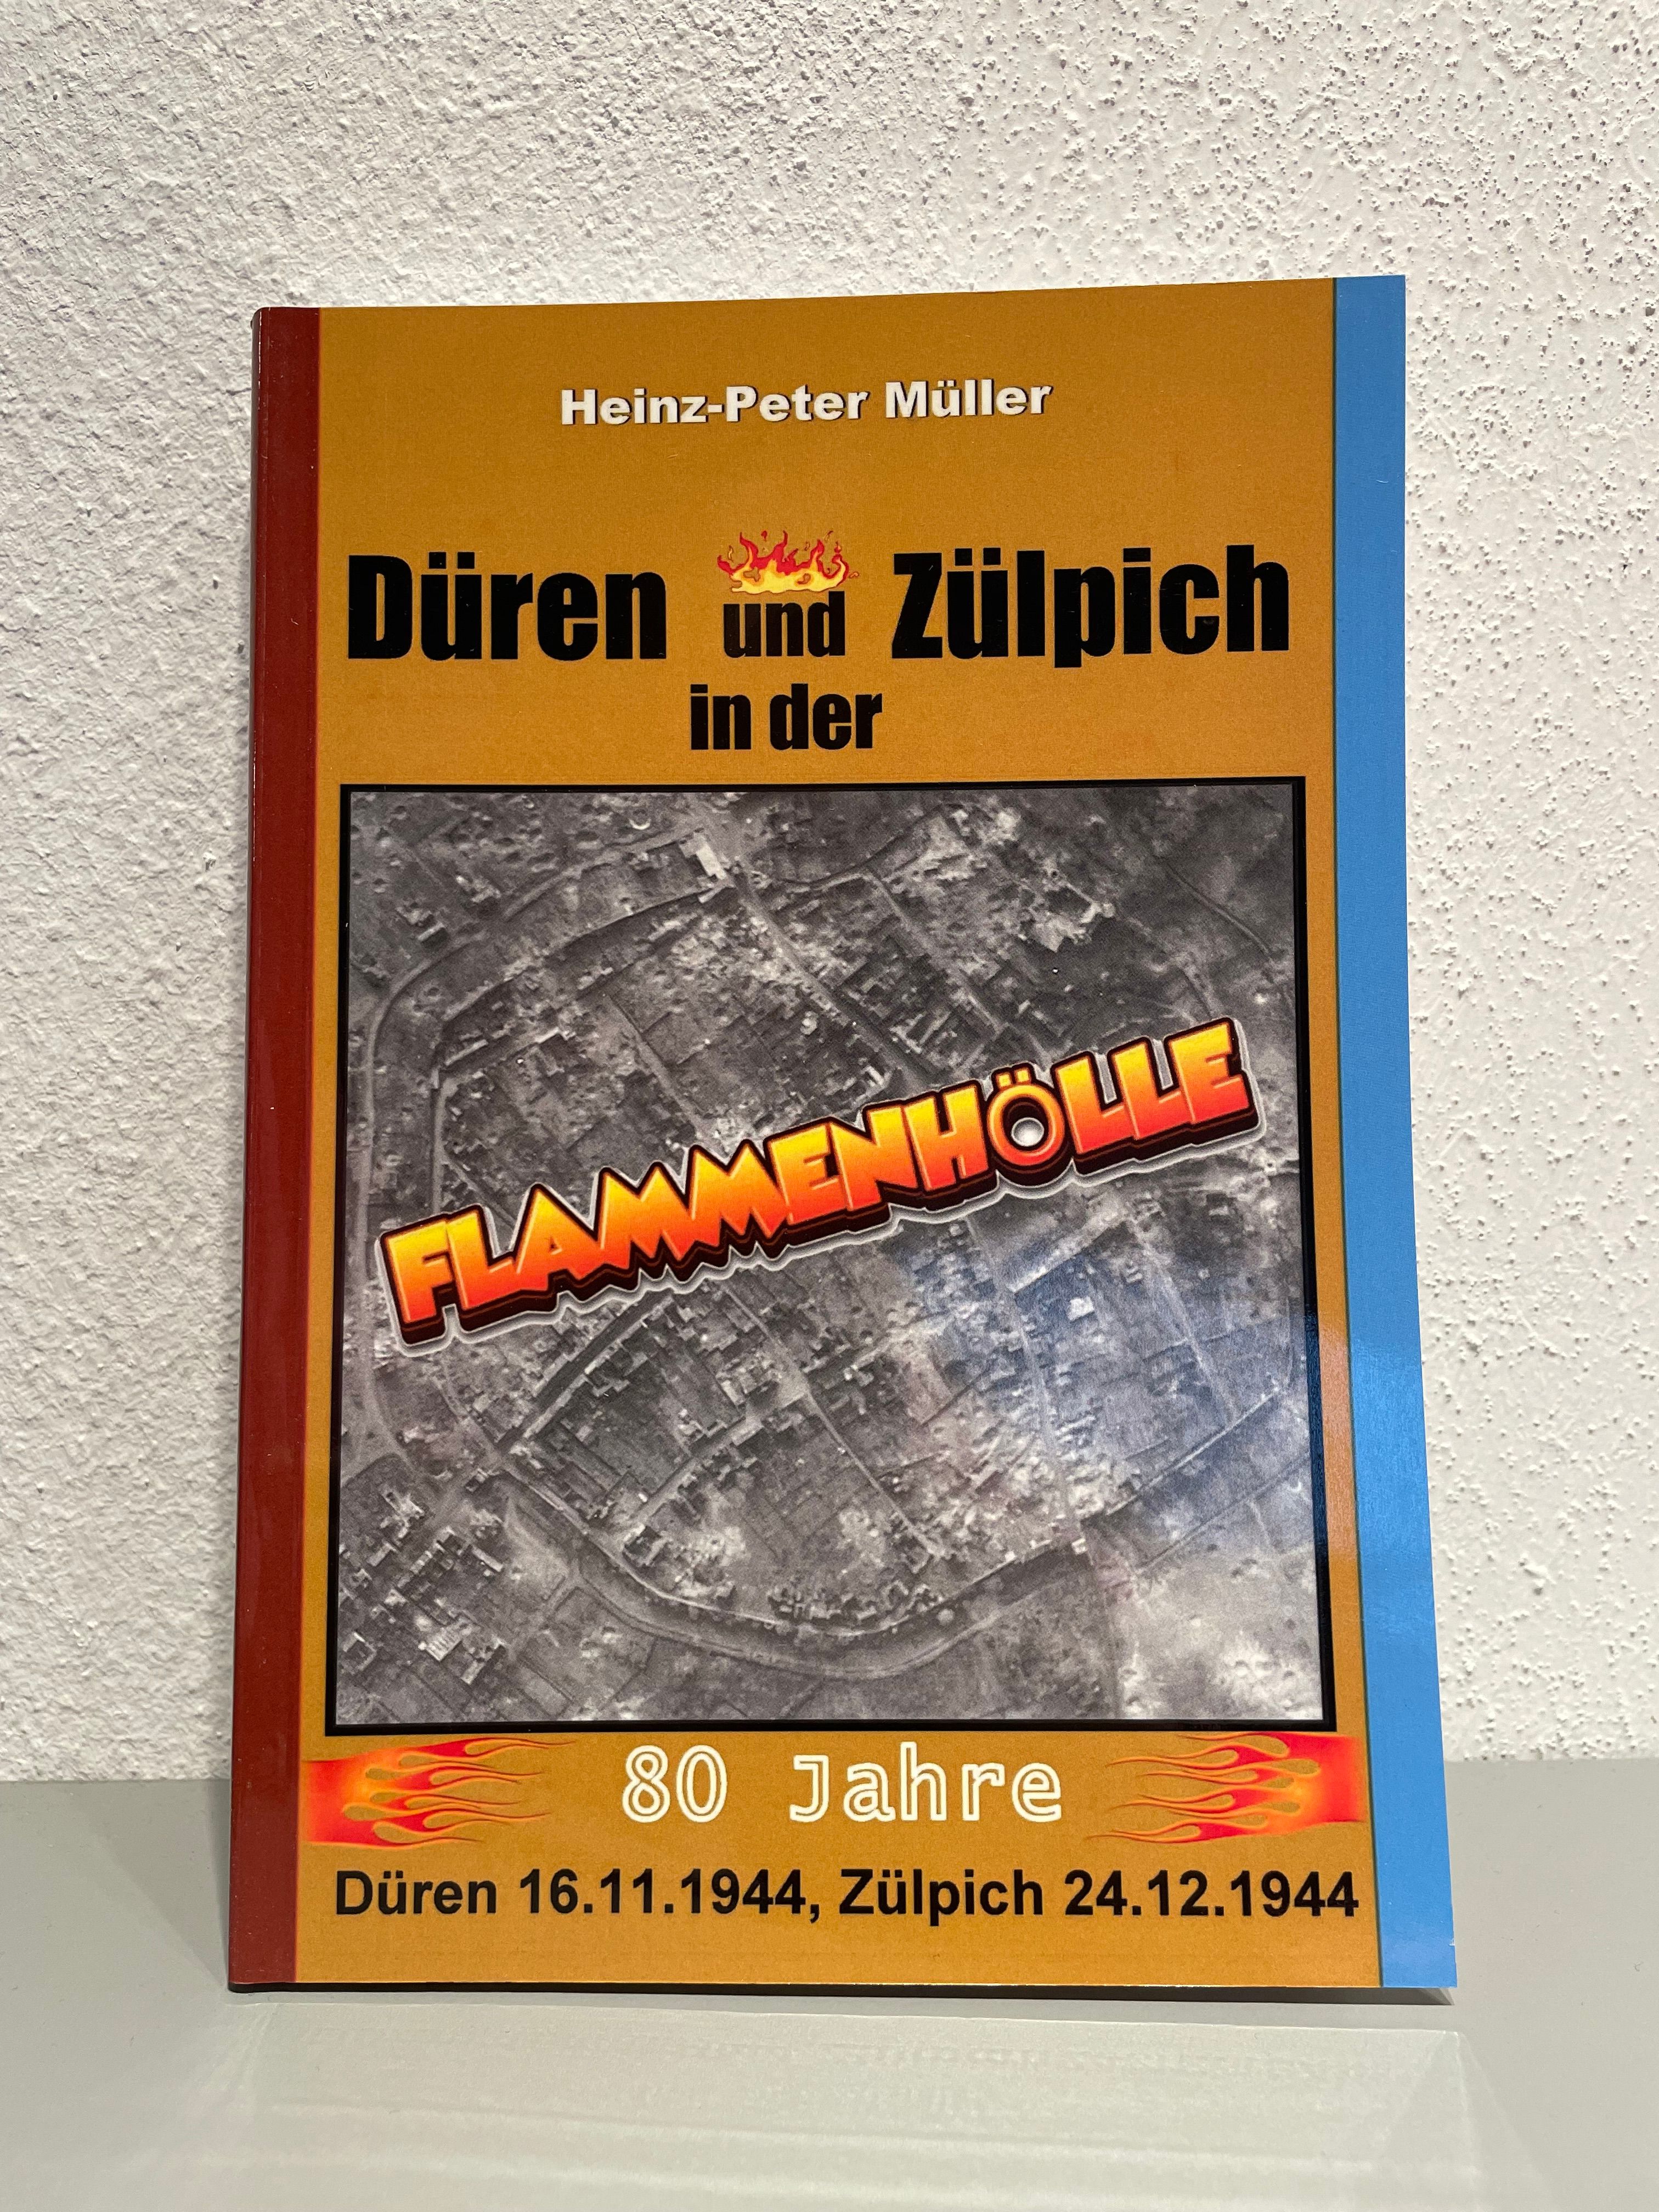 Heinz-Peter Müller
Düren und Zülpich
in der
FLAMMENHÖLLE
80 Jahre
Düren 16.11.1944, Zülpich 24.12.1944